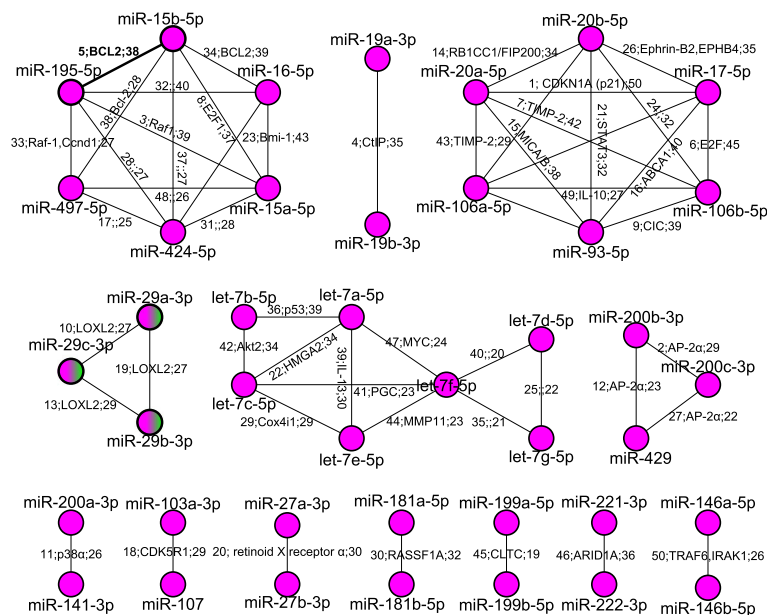 miR-15b-5p
5;BCL2;38
34;BCL2;39
miR-195-5p
miR-16-5p
32;;40
38;Bcl-2;28
8;E2F1;37
3;Raf1;39
33;Raf-1,Ccnd1;27
23;Bmi-1;43
28;;27
37;;27
48;;26
miR-497-5p
miR-15a-5p
17;;25
31;;28
miR-424-5p
miR-19a-3p
4;CtIP;35
miR-19b-3p
miR-20b-5p
14;RB1CC1/FIP200;34
26;Ephrin-B2,EPHB4;35
miR-20a-5p
miR-17-5p
1; CDKN1A (p21);50
7;TIMP-2;42
24;;32
21;STAT3;32
15;MICA/B;38
43;TIMP-2;29
6;E2F;45
16;ABCA1;40
49;IL-10;27
miR-106a-5p
miR-106b-5p
9;CIC;39
miR-93-5p
miR-29a-3p
10;LOXL2;27
miR-29c-3p
19;LOXL2;27
13;LOXL2;29
miR-29b-3p
let-7b-5p
let-7a-5p
36;p53;39
42;Akt2;34
22;HMGA2;34
39;IL-13;30
47;MYC;24
let-7c-5p
41;PGC;23
let-7f-5p
29;Cox4i1;29
44;MMP11;23
let-7e-5p
let-7d-5p
40;;20
25;;22
35;;21
let-7g-5p
miR-200b-3p
2;AP-2α;29
miR-200c-3p
12;AP-2α;23
27;AP-2α;22
miR-429
miR-200a-3p
11;p38α;26
miR-141-3p
miR-103a-3p
18;CDK5R1;29
miR-107
miR-27a-3p
20; retinoid X receptor α;30
miR-27b-3p
miR-181a-5p
30;RASSF1A;32
miR-181b-5p
miR-199a-5p
45;CLTC;19
miR-199b-5p
miR-221-3p
46;ARID1A;36
miR-222-3p
miR-146a-5p
50;TRAF6,IRAK1;26
miR-146b-5p